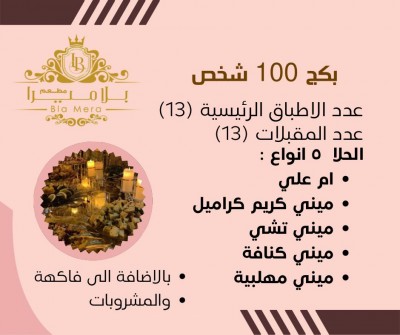 LB
مطعم
بلا ميرا
Bla Mera
بكج 100 شخص
عدد الاطباق الرئيسية (13)
عدد المقبلات (13)
الحلا ٥ انواع :
• ام علي
• ميني كريم كراميل
• ميني تشي
• ميني كنافة
• ميني مهلبية
• بالاضافة الى فاكهة
• والمشروبات